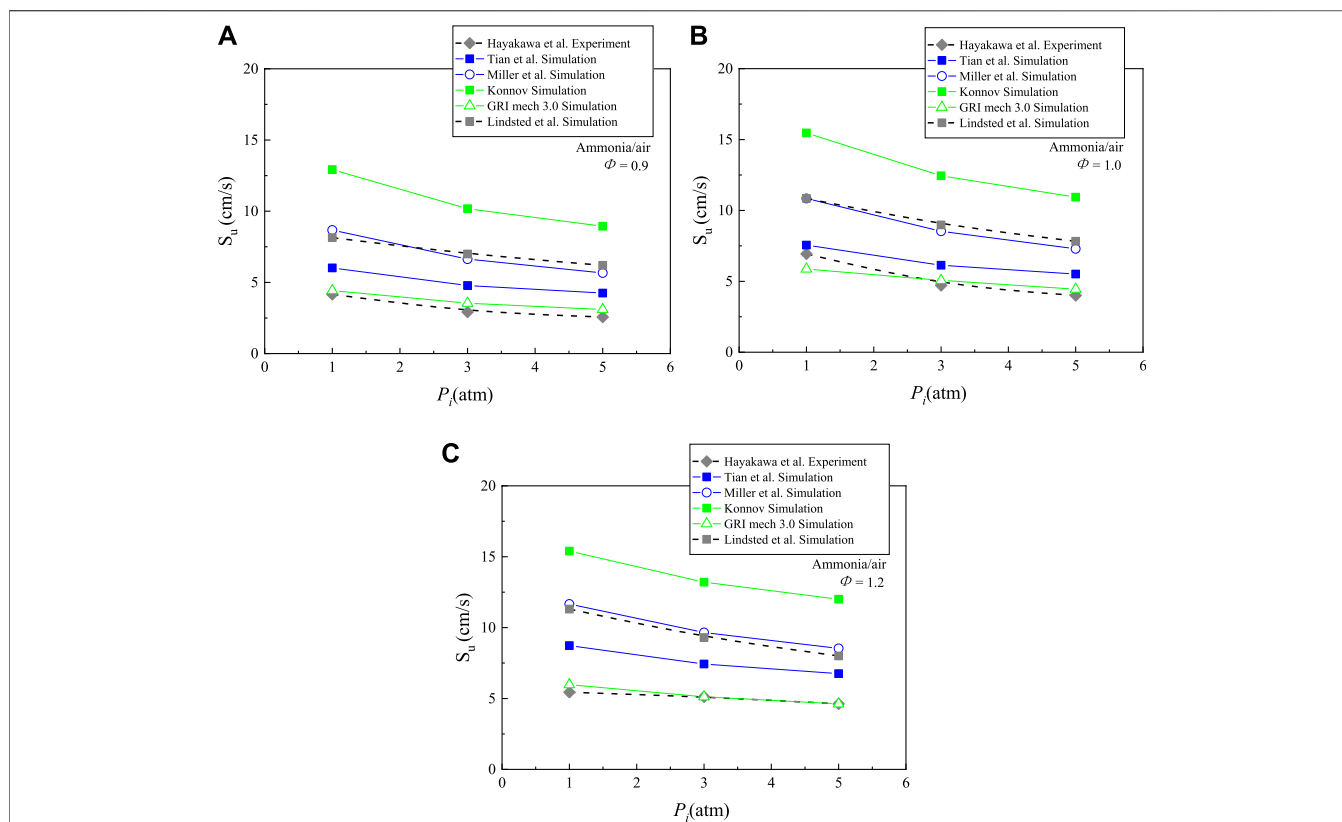 A
Hayakawa et al. Experiment
Tian et al. Simulation
Miller et al. Simulation
Konnov Simulation
GRI mech 3.0 Simulation
Lindsted et al. Simulation
Ammonia/air
Φ = 0.9
20
15
10
5
0
S_u (cm/s)
0 1 2 3 4 5 6
P_i(atm)
B
Hayakawa et al. Experiment
Tian et al. Simulation
Miller et al. Simulation
Konnov Simulation
GRI mech 3.0 Simulation
Lindsted et al. Simulation
Ammonia/air
Φ = 1.0
20
15
10
5
0
S_u (cm/s)
0 1 2 3 4 5 6
P_i(atm)
C
Hayakawa et al. Experiment
Tian et al. Simulation
Miller et al. Simulation
Konnov Simulation
GRI mech 3.0 Simulation
Lindsted et al. Simulation
Ammonia/air
Φ = 1.2
20
15
10
5
0
S_u (cm/s)
0 1 2 3 4 5 6
P_i(atm)